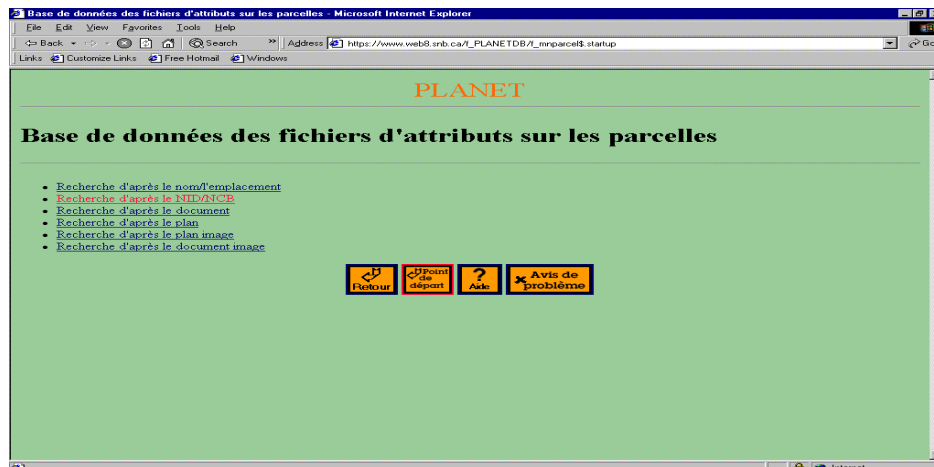 Base de données des fichiers d'attributs sur les parcelles - Microsoft Internet Explorer
File Edit View Favorites Tools Help
Back Search » Address https://www.web8.snb.ca/f_PLANETDB/f_mnparcel$.startup Go
Links Customize Links Free Hotmail Windows
PLANET
Base de données des fichiers d'attributs sur les parcelles
Recherche d'après le nom/l'emplacement
Recherche d'après le NID/NCB
Recherche d'après le document
Recherche d'après le plan
Recherche d'après le plan image
Recherche d'après le document image
Retour
Point
de
départ
?
Aide
Avis de
problème
Internet